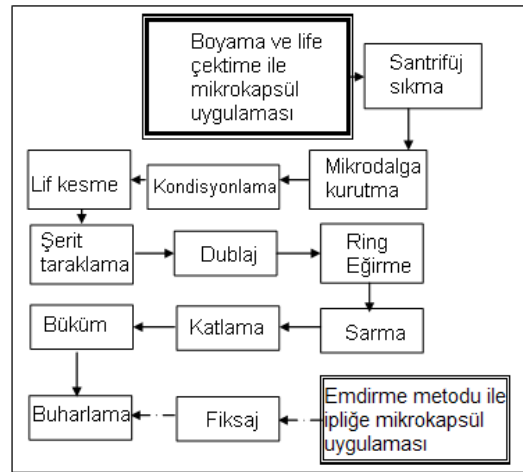 Boyama ve life
çektime ile
mikrokapsül
uygulaması
Santrifüj
sıkma
Mikrodalga
kurutma
Kondisyonlama
Lif kesme
Şerit
taraklama
Dublaj
Ring
Eğirme
Sarma
Katlama
Büküm
Buharlama
Fiksaj
Emdirme metodu ile
ipliğe mikrokapsül
uygulaması